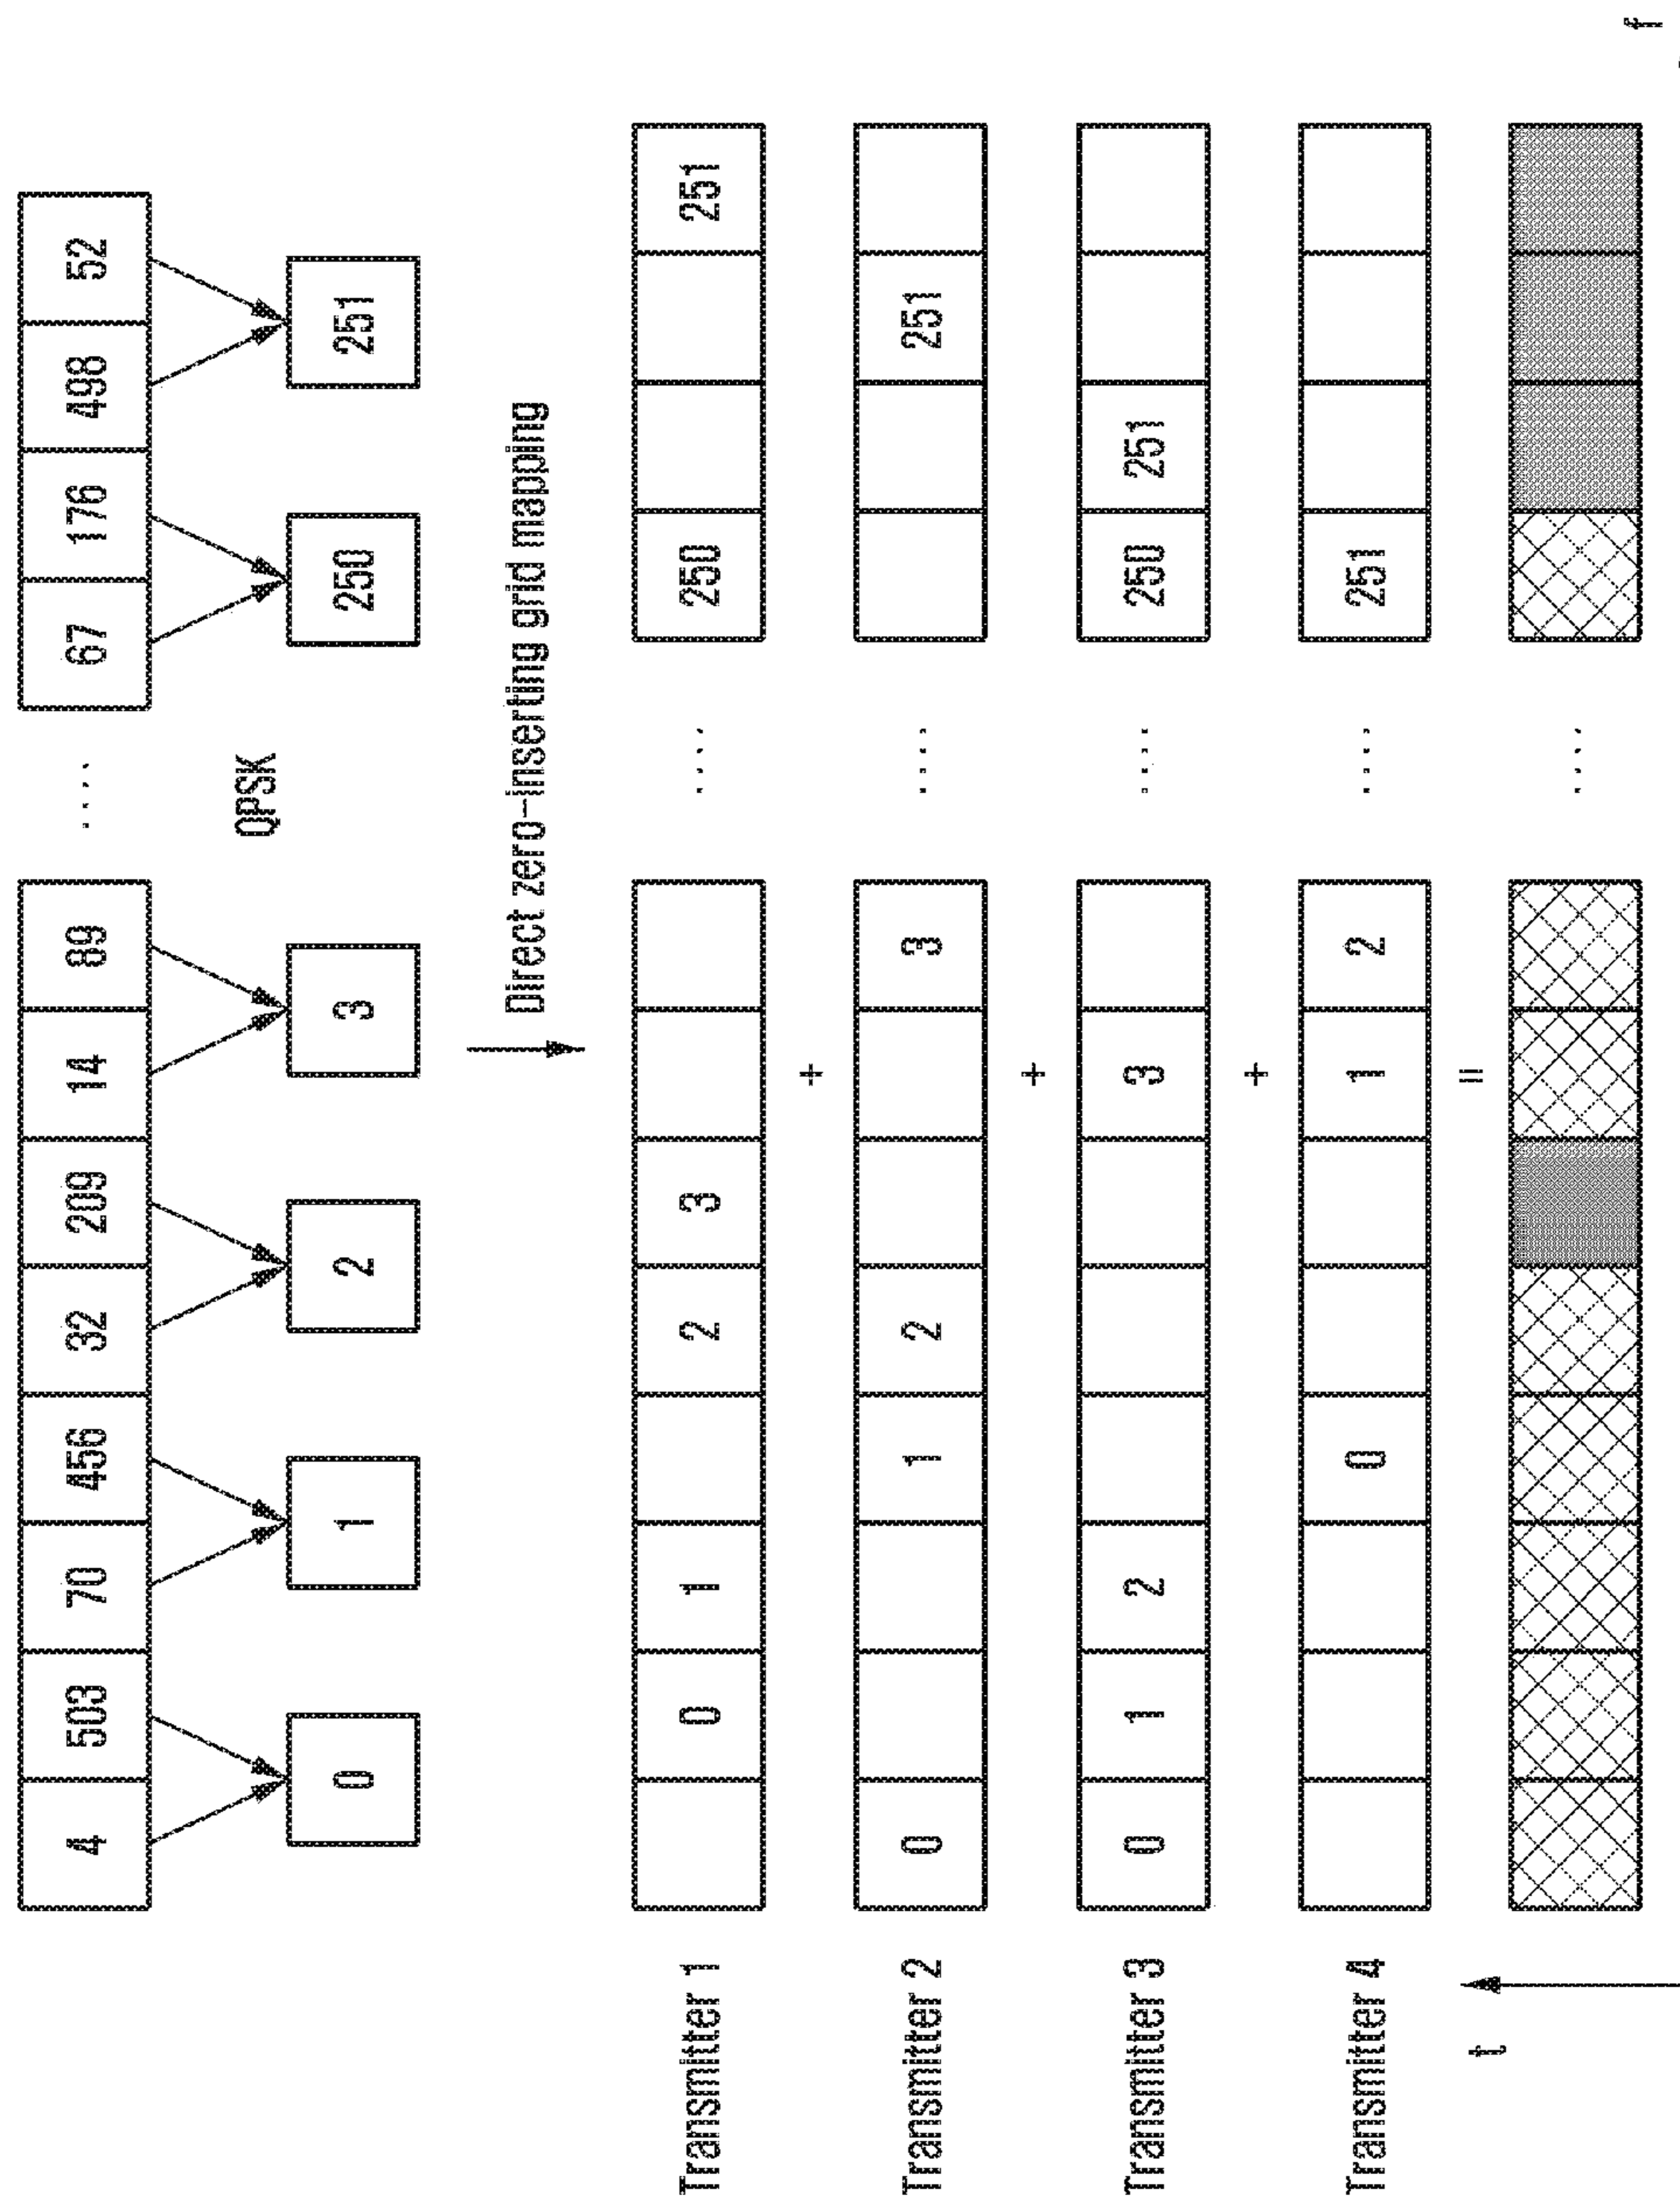 4 503 70 456 32 209 14 89 .... 67 176 498 52
QPSK
0 1 2 3 250 251
Direct zero-inserting grid mapping
Transmitter 1 0 1 2 3 .... 250 251
+
Transmitter 2 0 1 2 3 .... 251
+
Transmitter 3 0 1 2 3 .... 250 251
+
Transmitter 4 0 1 2 .... 251
=
....
t
f